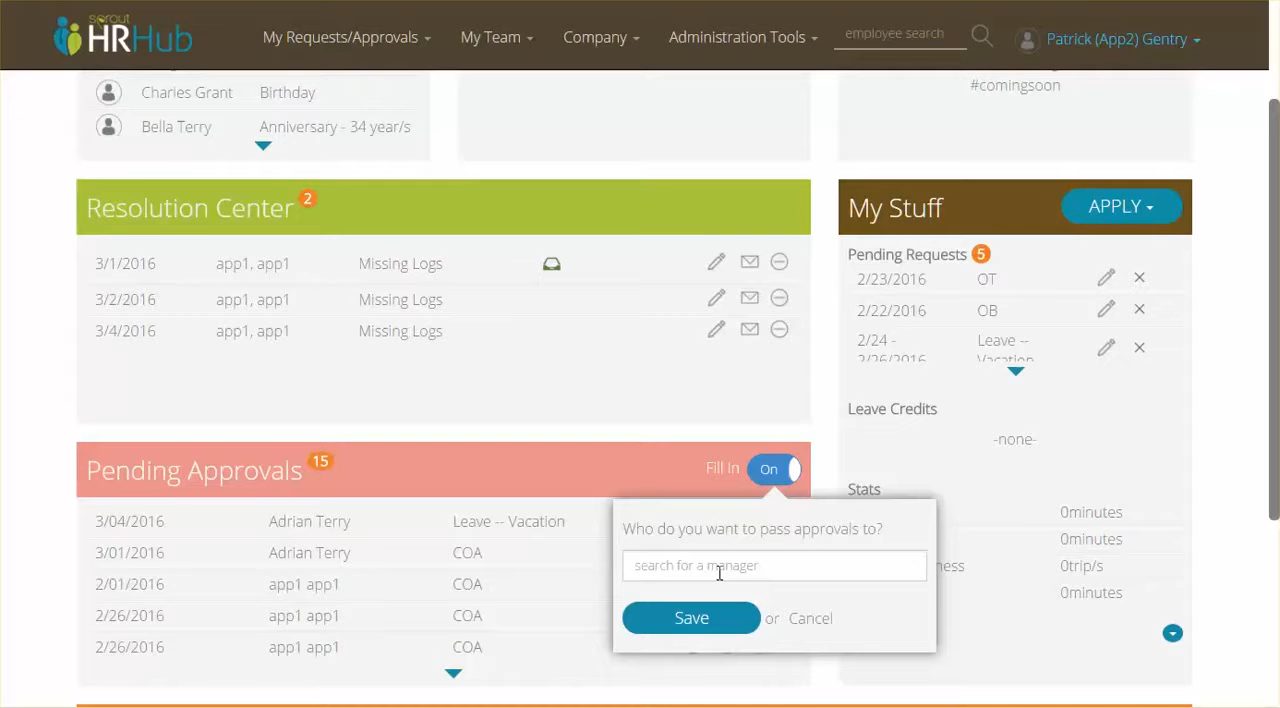 sprout
HRHub
My Requests/Approvals
My Team
Company
Administration Tools
employee search
Patrick (App2) Gentry
Charles Grant Birthday
Bella Terry Anniversary - 34 year/s
#comingsoon
Resolution Center 2
3/1/2016 app1, app1 Missing Logs
3/2/2016 app1, app1 Missing Logs
3/4/2016 app1, app1 Missing Logs
My Stuff
APPLY
Pending Requests 5
2/23/2016 OT
2/22/2016 OB
2/24 - Leave --
2/26/2016 Vacation
Leave Credits
-none-
Stats
0minutes
0minutes
0trip/s
0minutes
Pending Approvals 15
Fill In On
3/04/2016 Adrian Terry Leave -- Vacation
3/01/2016 Adrian Terry COA
2/01/2016 app1 app1 COA
2/26/2016 app1 app1 COA
2/26/2016 app1 app1 COA
Who do you want to pass approvals to?
search for a manager
Save or Cancel